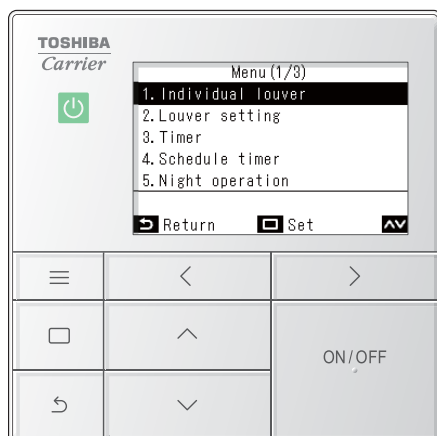 TOSHIBA
Carrier
Menu(1/3)
1.Individual louver
2.Louver setting
3.Timer
4.Schedule timer
5.Night operation
Return Set
ON/OFF